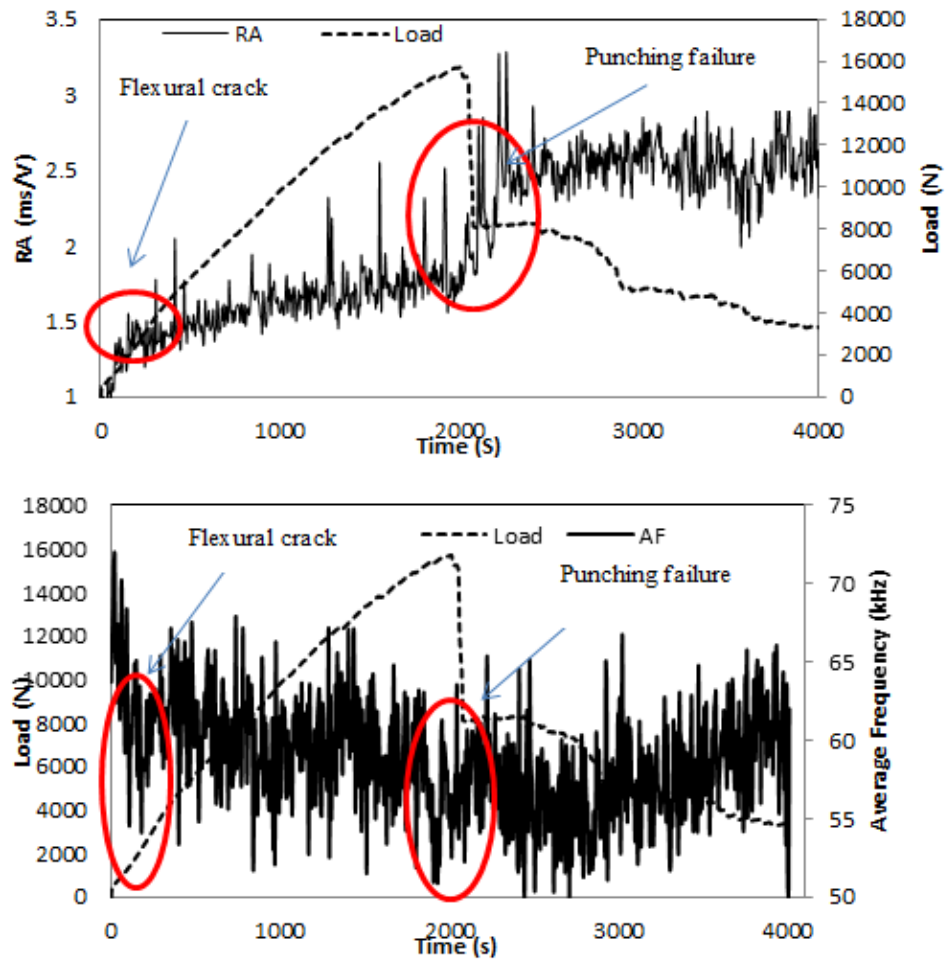 3.5 18000
RA Load
3 16000
Punching failure
Flexural crack
14000
12000
2.5 10000
RA (ms/V) Load (N)
2 8000
6000
1.5 4000
2000
1 0
0 1000 2000 3000 4000
Time (S)
18000 75
Flexural crack Load AF
16000
Punching failure
14000 70
12000
10000 65
Load (N) Average Frequency (kHz)
8000 60
6000
4000 55
2000
0 50
0 1000 2000 3000 4000
Time (s)